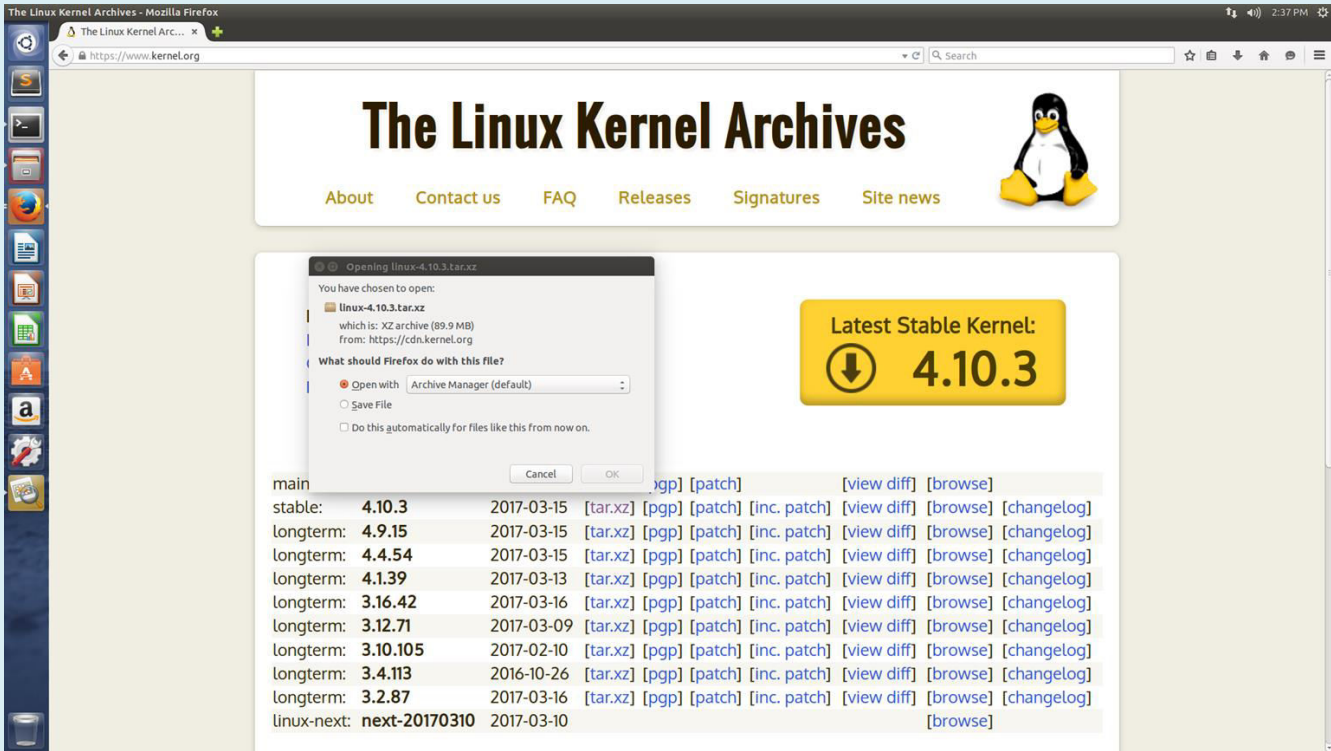 The Linux Kernel Archives - Mozilla Firefox
2:37 PM
The Linux Kernel Arc...
https://www.kernel.org
Search
The Linux Kernel Archives
About Contact us FAQ Releases Signatures Site news
Opening linux-4.10.3.tar.xz
You have chosen to open:
linux-4.10.3.tar.xz
which is: XZ archive (89.9 MB)
from: https://cdn.kernel.org
What should Firefox do with this file?
Open with Archive Manager (default)
Save File
Do this automatically for files like this from now on.
Cancel OK
Latest Stable Kernel:
4.10.3
main [patch] [view diff] [browse]
stable: 4.10.3 2017-03-15 [tar.xz] [pgp] [patch] [inc. patch] [view diff] [browse] [changelog]
longterm: 4.9.15 2017-03-15 [tar.xz] [pgp] [patch] [inc. patch] [view diff] [browse] [changelog]
longterm: 4.4.54 2017-03-15 [tar.xz] [pgp] [patch] [inc. patch] [view diff] [browse] [changelog]
longterm: 4.1.39 2017-03-13 [tar.xz] [pgp] [patch] [inc. patch] [view diff] [browse] [changelog]
longterm: 3.16.42 2017-03-16 [tar.xz] [pgp] [patch] [inc. patch] [view diff] [browse] [changelog]
longterm: 3.12.71 2017-03-09 [tar.xz] [pgp] [patch] [inc. patch] [view diff] [browse] [changelog]
longterm: 3.10.105 2017-02-10 [tar.xz] [pgp] [patch] [inc. patch] [view diff] [browse] [changelog]
longterm: 3.4.113 2016-10-26 [tar.xz] [pgp] [patch] [inc. patch] [view diff] [browse] [changelog]
longterm: 3.2.87 2017-03-16 [tar.xz] [pgp] [patch] [inc. patch] [view diff] [browse] [changelog]
linux-next: next-20170310 2017-03-10 [browse]